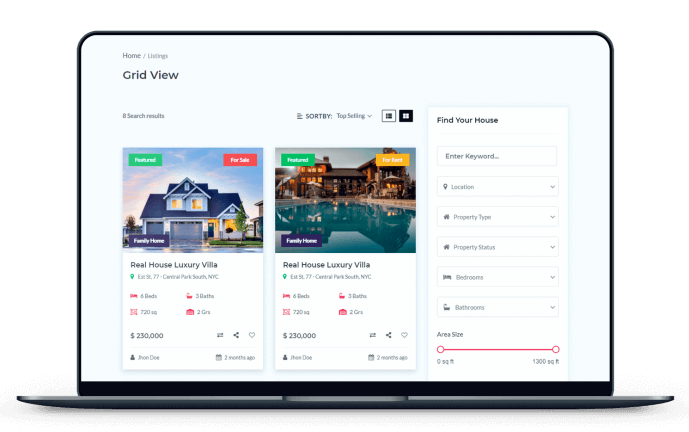 Home / Listings
Grid View
8 Search results
SORTBY: Top Selling
Featured
For Sale
Family Home
Real House Luxury Villa
Est St, 77 - Central Park South, NYC
6 Beds
3 Baths
720 sq
2 Grs
$ 230,000
Jhon Doe
2 months ago
Featured
For Rent
Family Home
Real House Luxury Villa
Est St, 77 - Central Park South, NYC
6 Beds
3 Baths
720 sq
2 Grs
$ 230,000
Jhon Doe
2 months ago
Find Your House
Enter Keyword...
Location
Property Type
Property Status
Bedrooms
Bathrooms
Area Size
0 sq ft
1300 sq ft